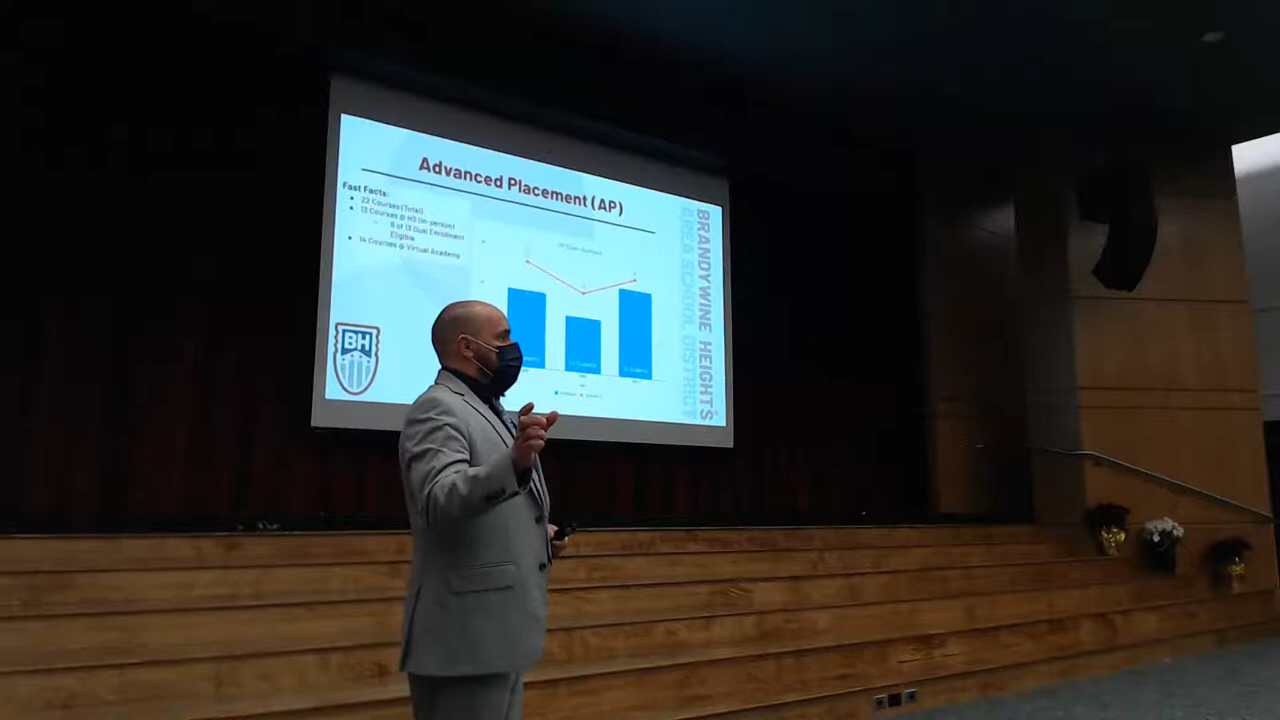 Advanced Placement (AP)
Fast Facts:
22 Courses (Total)
13 Courses @ HS (In-person)
of 13 Dual Enrollment
Eligible
14 Courses @ Virtual Academy
BH
BRANDYWINE HEIGHTS
AREA SCHOOL DISTRICT